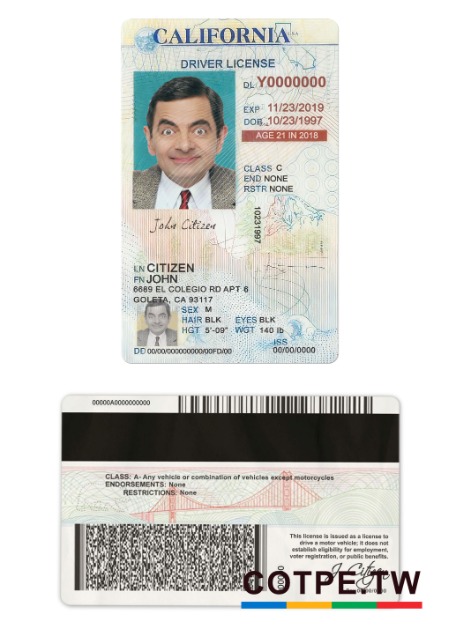 CALIFORNIA USA
DRIVER LICENSE
DL Y0000000
EXP 11/23/2019
DOB 10/23/1997
AGE 21 IN 2018
CLASS C
END NONE
RSTR NONE
John Citizen
10231997
LN CITIZEN
FN JOHN
6689 EL COLEGIO RD APT 6
GOLETA, CA 93117
SEX M
HAIR BLK EYES BLK
HGT 5'-09" WGT 140 lb
ISS
DD 00/00/000000000/00FD/00 00/00/0000
00000A0000000000
CLASS: A- Any vehicle or combination of vehicles except motorcycles
ENDORSEMENTS: None
RESTRICTIONS: None
This license is issued as a license to
drive a motor vehicle; it does not
establish eligibility for employment,
voter registration, or public benefits.
J Citizen
COTPE.TW